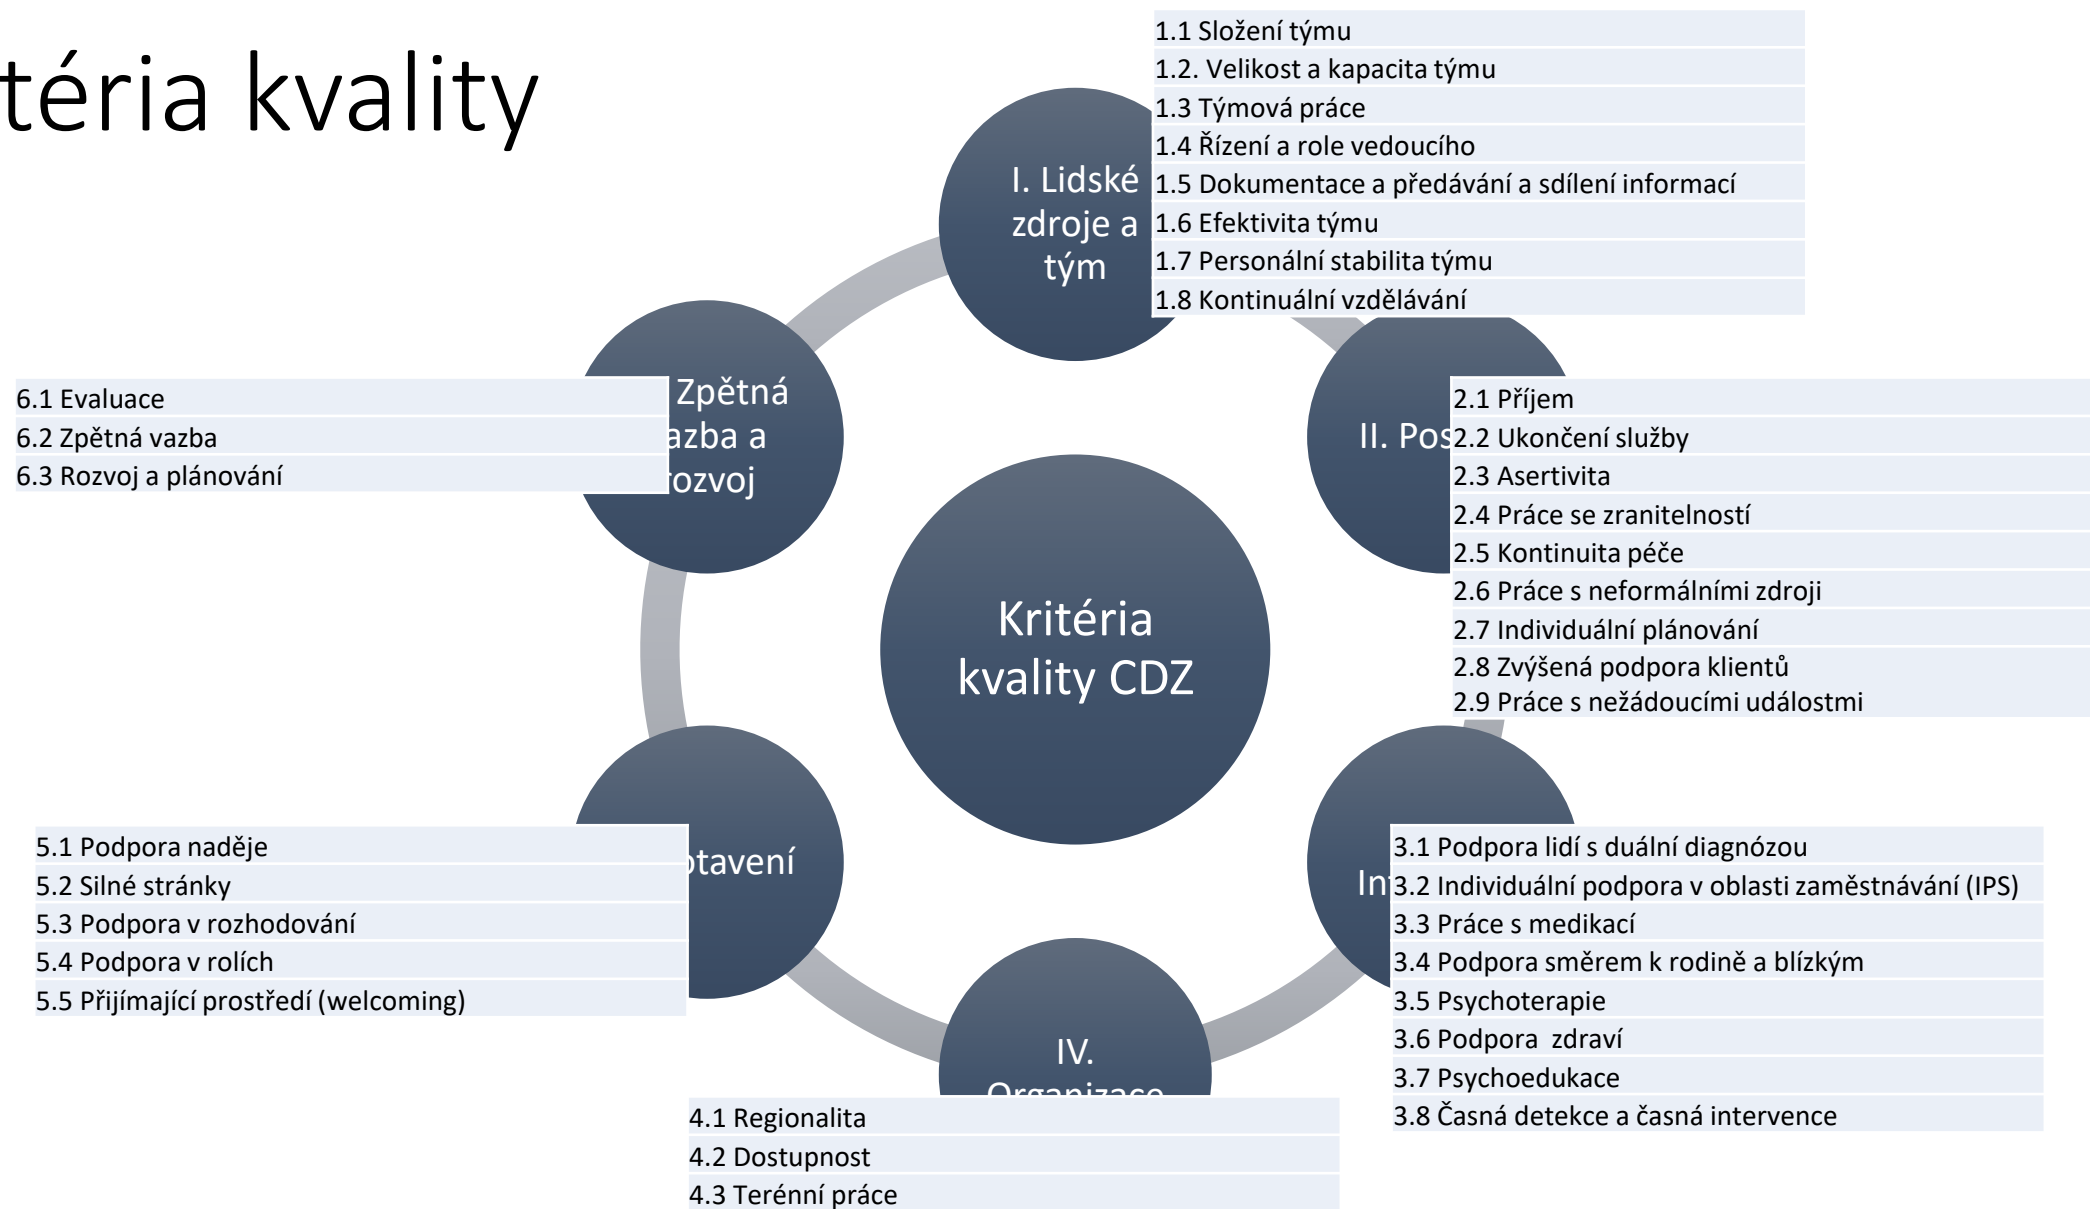 téria kvality
I. Lidské
zdroje a
tým
1.1 Složení týmu
1.2. Velikost a kapacita týmu
1.3 Týmová práce
1.4 Řízení a role vedoucího
1.5 Dokumentace a předávání a sdílení informací
1.6 Efektivita týmu
1.7 Personální stabilita týmu
1.8 Kontinuální vzdělávání
II. Pos
2.1 Příjem
2.2 Ukončení služby
2.3 Asertivita
2.4 Práce se zranitelností
2.5 Kontinuita péče
2.6 Práce s neformálními zdroji
2.7 Individuální plánování
2.8 Zvýšená podpora klientů
2.9 Práce s nežádoucími událostmi
Kritéria
kvality CDZ
In
3.1 Podpora lidí s duální diagnózou
3.2 Individuální podpora v oblasti zaměstnávání (IPS)
3.3 Práce s medikací
3.4 Podpora směrem k rodině a blízkým
3.5 Psychoterapie
3.6 Podpora zdraví
3.7 Psychoedukace
3.8 Časná detekce a časná intervence
IV.
Organizace
4.1 Regionalita
4.2 Dostupnost
4.3 Terénní práce
tavení
5.1 Podpora naděje
5.2 Silné stránky
5.3 Podpora v rozhodování
5.4 Podpora v rolích
5.5 Přijímající prostředí (welcoming)
Zpětná
azba a
ozvoj
6.1 Evaluace
6.2 Zpětná vazba
6.3 Rozvoj a plánování